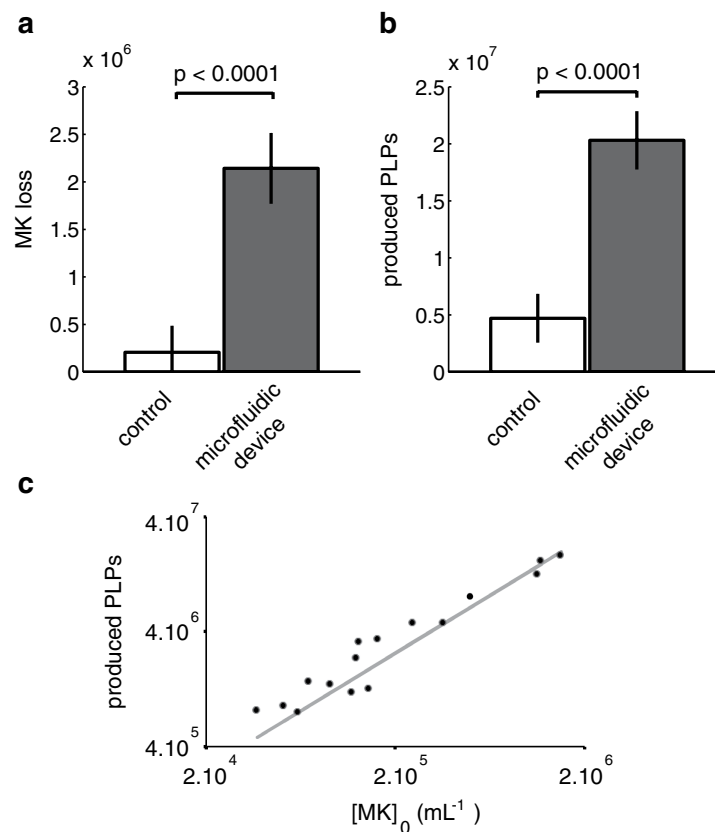 a
x 10^6
p < 0.0001
3
2.5
2
1.5
1
0.5
0
MK loss
control
microfluidic
device
b
x 10^7
p < 0.0001
2.5
2
1.5
1
0.5
0
produced PLPs
control
microfluidic
device
c
4.10^7
4.10^6
4.10^5
produced PLPs
2.10^4
2.10^5
2.10^6
[MK]_0 (mL^-1 )